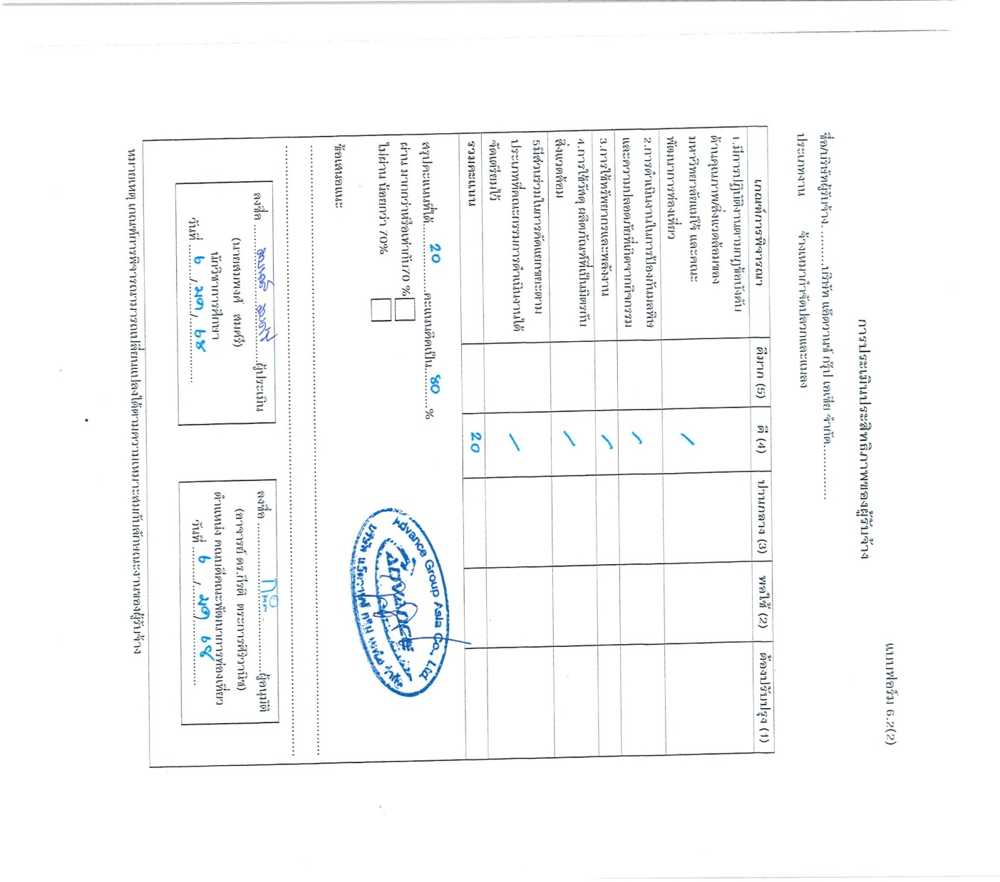 แบบฟอร์ม 6.2(2)
การประเมินประสิทธิภาพของผู้รับจ้าง
ชื่อ/บริษัทผู้รับจ้าง ..........บริษัท แอ็ดวานซ์ กรุ๊ป เอเชีย จำกัด..............
ประเภทงาน จ้างเหมากำจัดปลวกและแมลง
เกณฑ์การพิจารณา ดีมาก (5) ดี (4) ปานกลาง (3) พอใช้ (2) ต้องปรับปรุง (1)
1.มีการปฏิบัติงานตามกฎข้อบังคับ
ด้านคุณภาพ/สิ่งแวดล้อมของ
มหาวิทยาลัยแม่โจ้ และคณะ
พัฒนาการท่องเที่ยว /
2.การดำเนินงานในการป้องกันมลพิษ
และความปลอดภัยที่เกิดจากกิจกรรม /
3.การใช้ทรัพยากรและพลังงาน /
4.การใช้วัสดุ ผลิตภัณฑ์ที่เป็นมิตรกับ
สิ่งแวดล้อม /
5มีส่วนร่วมในการคัดแยกขยะตาม
ประเภทที่คณะกรรมการดำเนินงานได้
จัดเตรียมไว้ /
รวมคะแนน 20
สรุปคะแนนที่ได้........20........คะแนนคิดเป็น...80.....%
ผ่าน มากกว่าหรือเท่ากับ70 %
ไม่ผ่าน น้อยกว่า 70%
Advance Group Asia Co., Ltd
ADVANCE
บริษัท แอ็ดวานซ์ กรุ๊ป เอเชีย จำกัด
ข้อเสนอแนะ
ลงชื่อ ...............ผู้ประเมิน
(นายสมพงศ์ สมศรี)
นักวิชาการศึกษา
วันที่ ...6.../...มค.../...68...
ลงชื่อ ...............ผู้อนุมัติ
(อาจารย์ ดร.กีรติ ตระการศิริวานิช)
ตำแหน่ง คณบดีคณะพัฒนาการท่องเที่ยว
วันที่ ...6.../...มค.../...68...
หมายเหตุ เกณฑ์การพิจารณาสามารถเปลี่ยนแปลงได้ตามความเหมาะสมกับลักษณะงานของผู้รับจ้าง